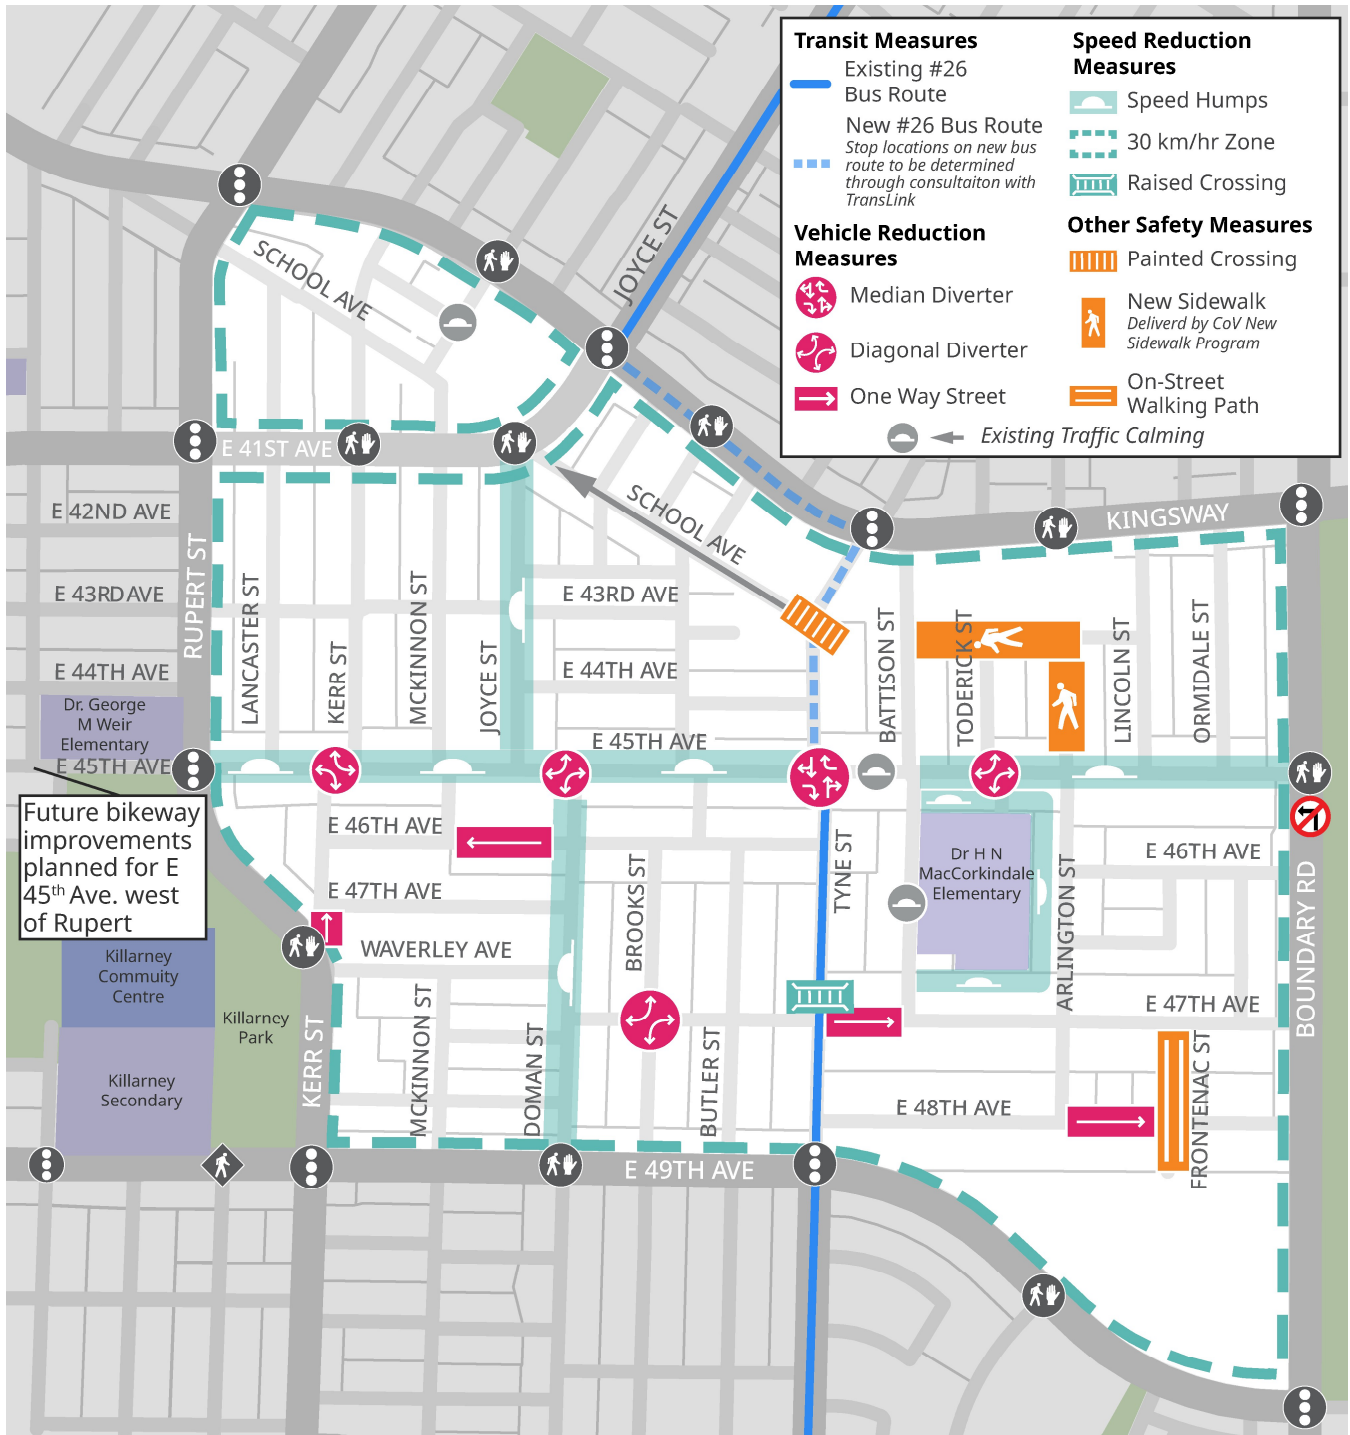 Transit Measures
Existing #26
Bus Route
New #26 Bus Route
Stop locations on new bus
route to be determined
through consultaiton with
TransLink
Vehicle Reduction
Measures
Median Diverter
Diagonal Diverter
One Way Street
Speed Reduction
Measures
Speed Humps
30 km/hr Zone
Raised Crossing
Other Safety Measures
Painted Crossing
New Sidewalk
Deliverd by CoV New
Sidewalk Program
On-Street
Walking Path
Existing Traffic Calming
JOYCE ST
SCHOOL AVE
E 41ST AVE
SCHOOL AVE
KINGSWAY
E 42ND AVE
RUPERT ST
E 43RD AVE
E 43RD AVE
LANCASTER ST
KERR ST
MCKINNON ST
JOYCE ST
BATTISON ST
TODERICK ST
LINCOLN ST
ORMIDALE ST
E 44TH AVE
E 44TH AVE
Dr. George
M Weir
Elementary
E 45TH AVE
E 45TH AVE
Future bikeway
improvements
planned for E
45th Ave. west
of Rupert
E 46TH AVE
E 46TH AVE
TYNE ST
Dr H N
MacCorkindale
Elementary
E 47TH AVE
BROOKS ST
ARLINGTON ST
BOUNDARY RD
WAVERLEY AVE
Killarney
Commuity
Centre
Killarney
Park
E 47TH AVE
KERR ST
MCKINNON ST
DOMAN ST
BUTLER ST
FRONTENAC ST
Killarney
Secondary
E 48TH AVE
E 49TH AVE